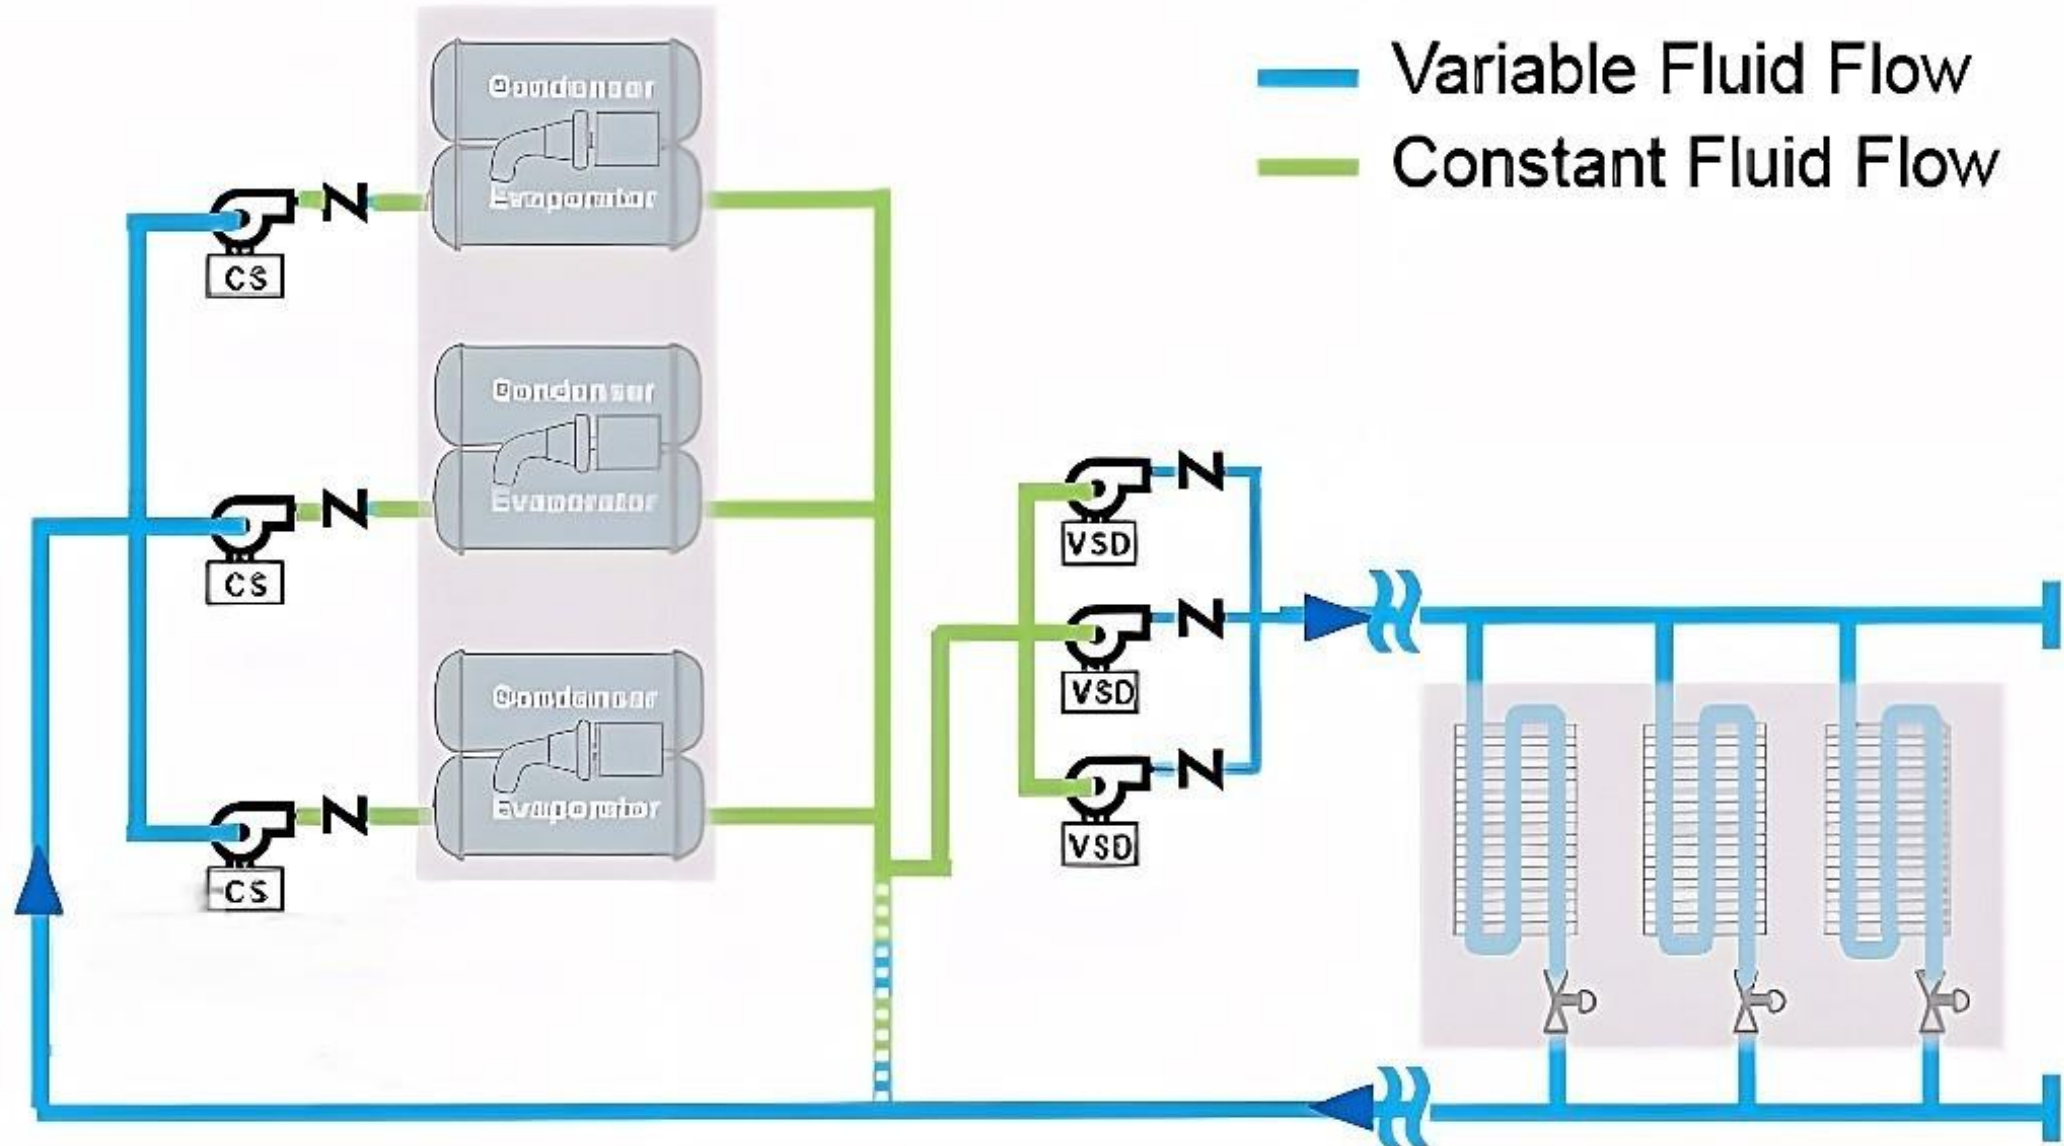 Variable Fluid Flow
Constant Fluid Flow
Condenser
Evaporator
CS
Condenser
Evaporator
CS
VSD
VSD
Condenser
Evaporator
VSD
CS